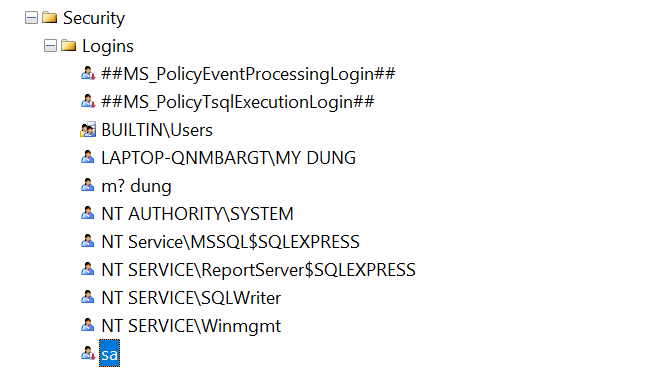 Security
Logins
##MS_PolicyEventProcessingLogin##
##MS_PolicyTsqlExecutionLogin##
BUILTIN\Users
LAPTOP-QNMBARGT\MY DUNG
m? dung
NT AUTHORITY\SYSTEM
NT Service\MSSQL$SQLEXPRESS
NT SERVICE\ReportServer$SQLEXPRESS
NT SERVICE\SQLWriter
NT SERVICE\Winmgmt
sa